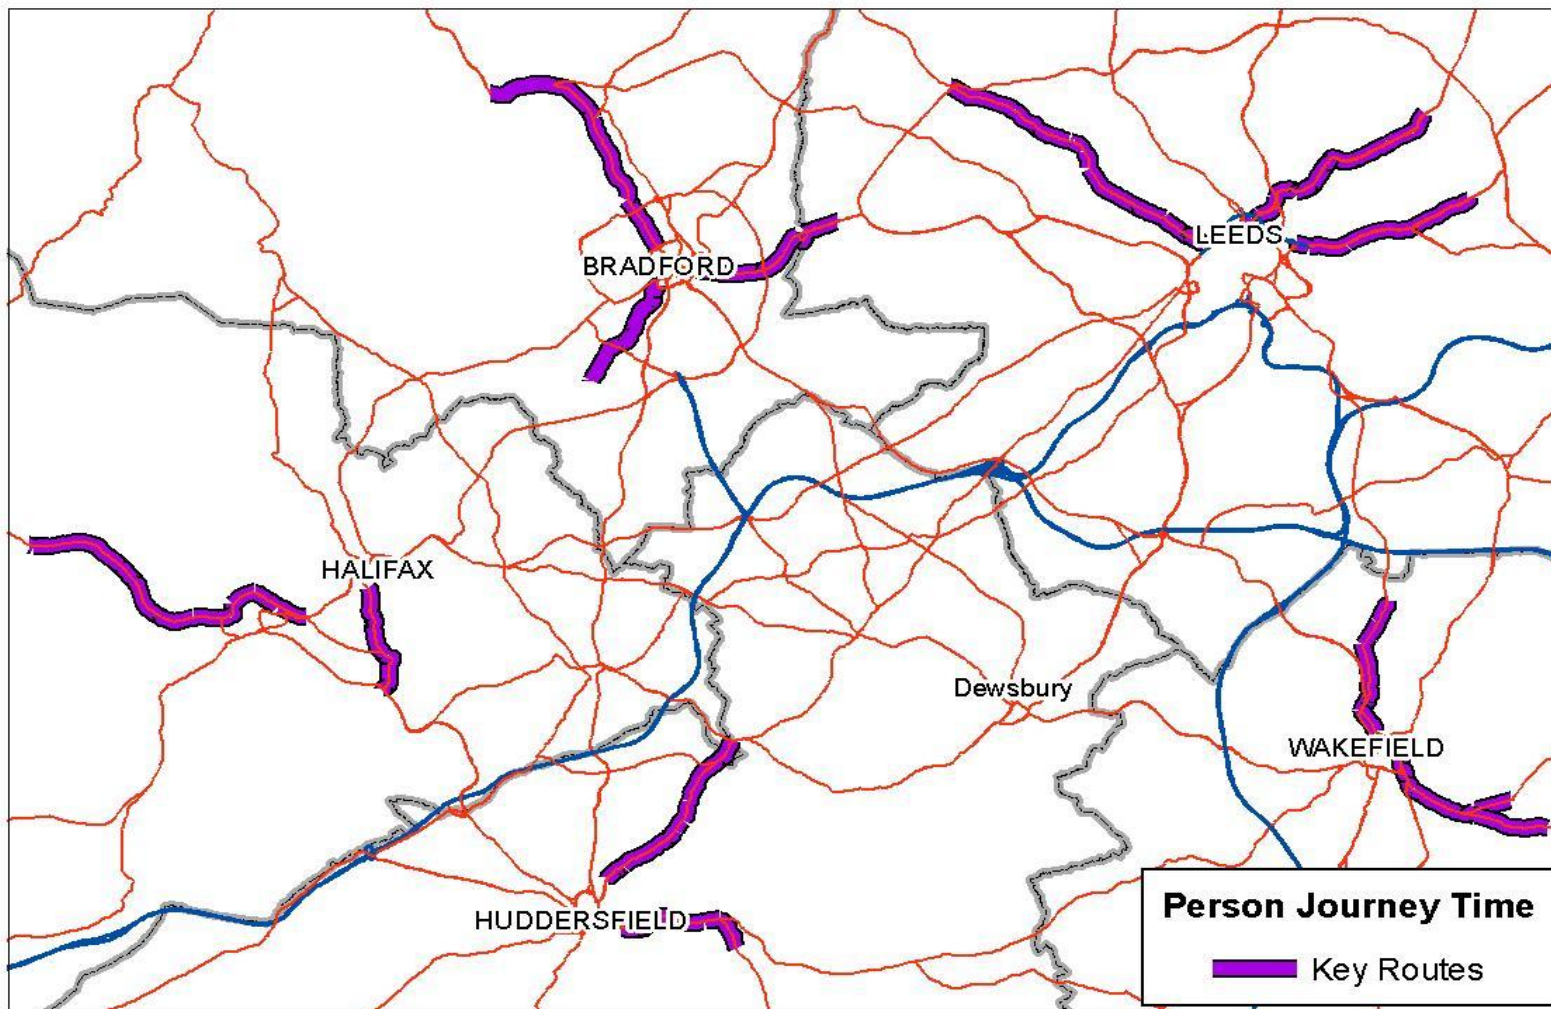 LEEDS
BRADFORD
HALIFAX
Dewsbury
WAKEFIELD
HUDDERSFIELD
Person Journey Time
Key Routes